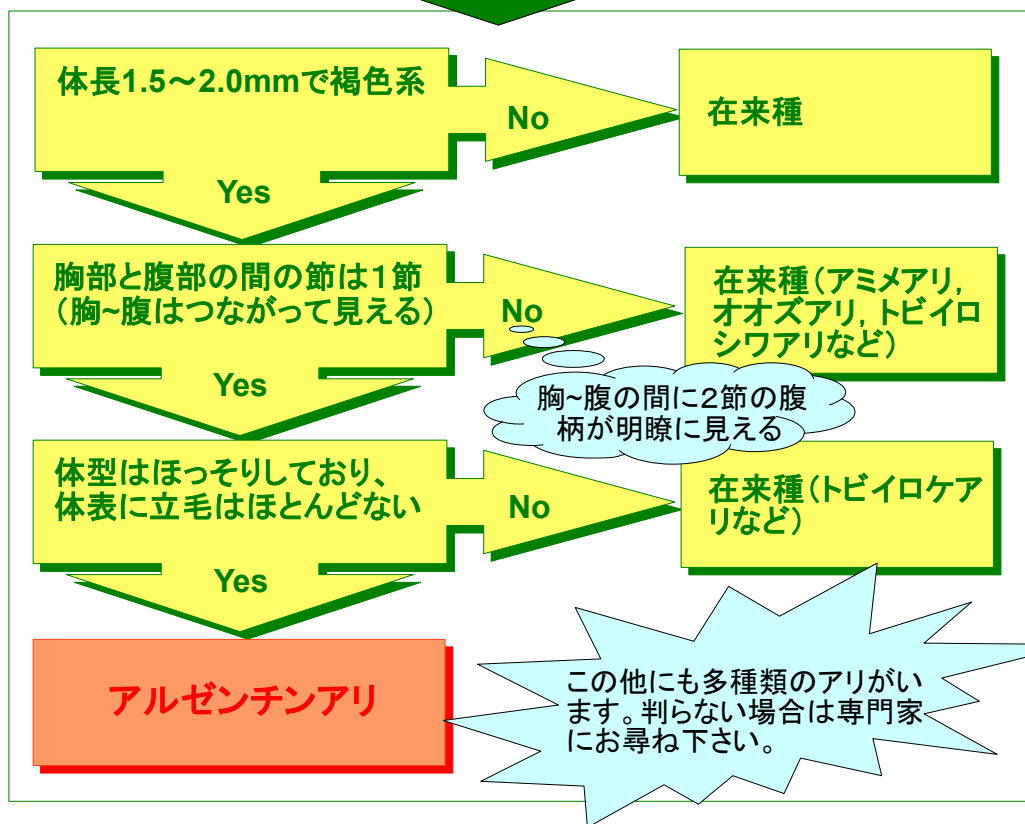 体長1.5～2.0mmで褐色系
No
在来種
Yes
胸部と腹部の間の節は１節
（胸~腹はつながって見える）
No
在来種（アミメアリ，
オオズアリ，トビイロ
シワアリなど）
Yes
胸~腹の間に２節の腹
柄が明瞭に見える
体型はほっそりしており、
体表に立毛はほとんどない
No
在来種（トビイロケア
リなど）
Yes
アルゼンチンアリ
この他にも多種類のアリがい
ます。判らない場合は専門家
にお尋ね下さい。